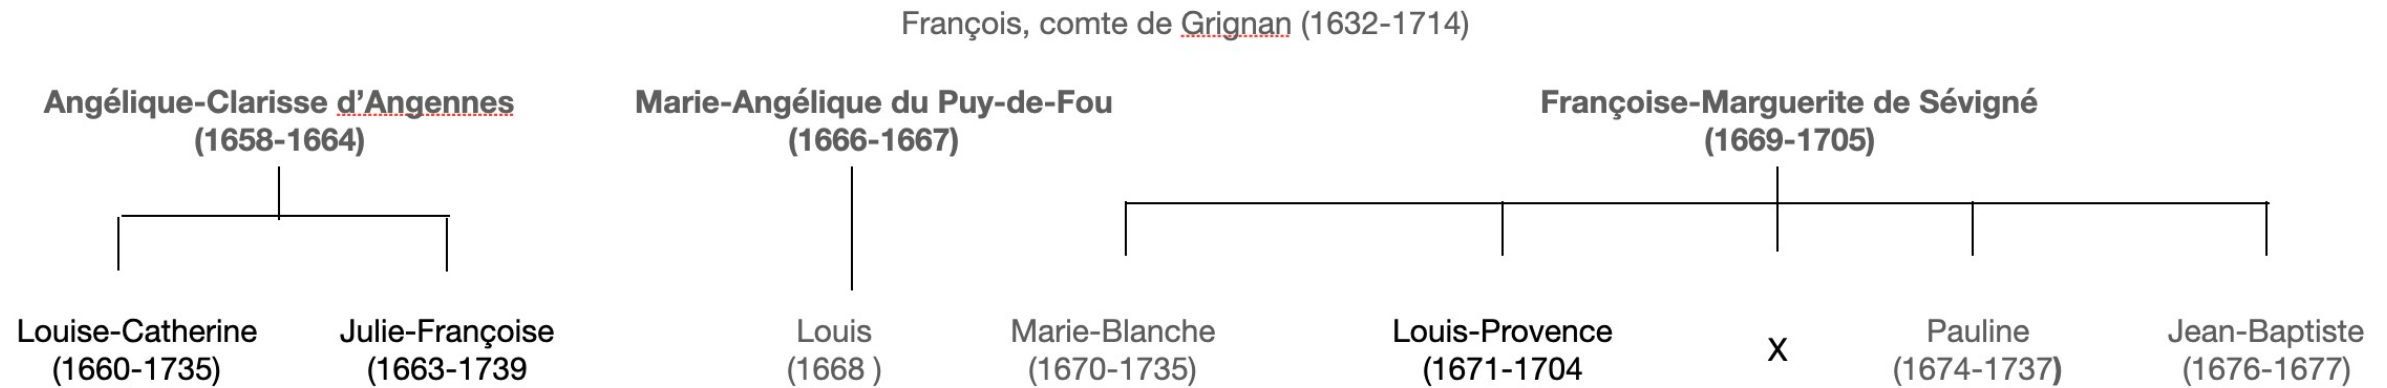 François, comte de Grignan (1632-1714)
Angélique-Clarisse d’Angennes
(1658-1664)
Marie-Angélique du Puy-de-Fou
(1666-1667)
Françoise-Marguerite de Sévigné
(1669-1705)
Louise-Catherine
(1660-1735)
Julie-Françoise
(1663-1739
Louis
(1668 )
Marie-Blanche
(1670-1735)
Louis-Provence
(1671-1704
X
Pauline
(1674-1737)
Jean-Baptiste
(1676-1677)